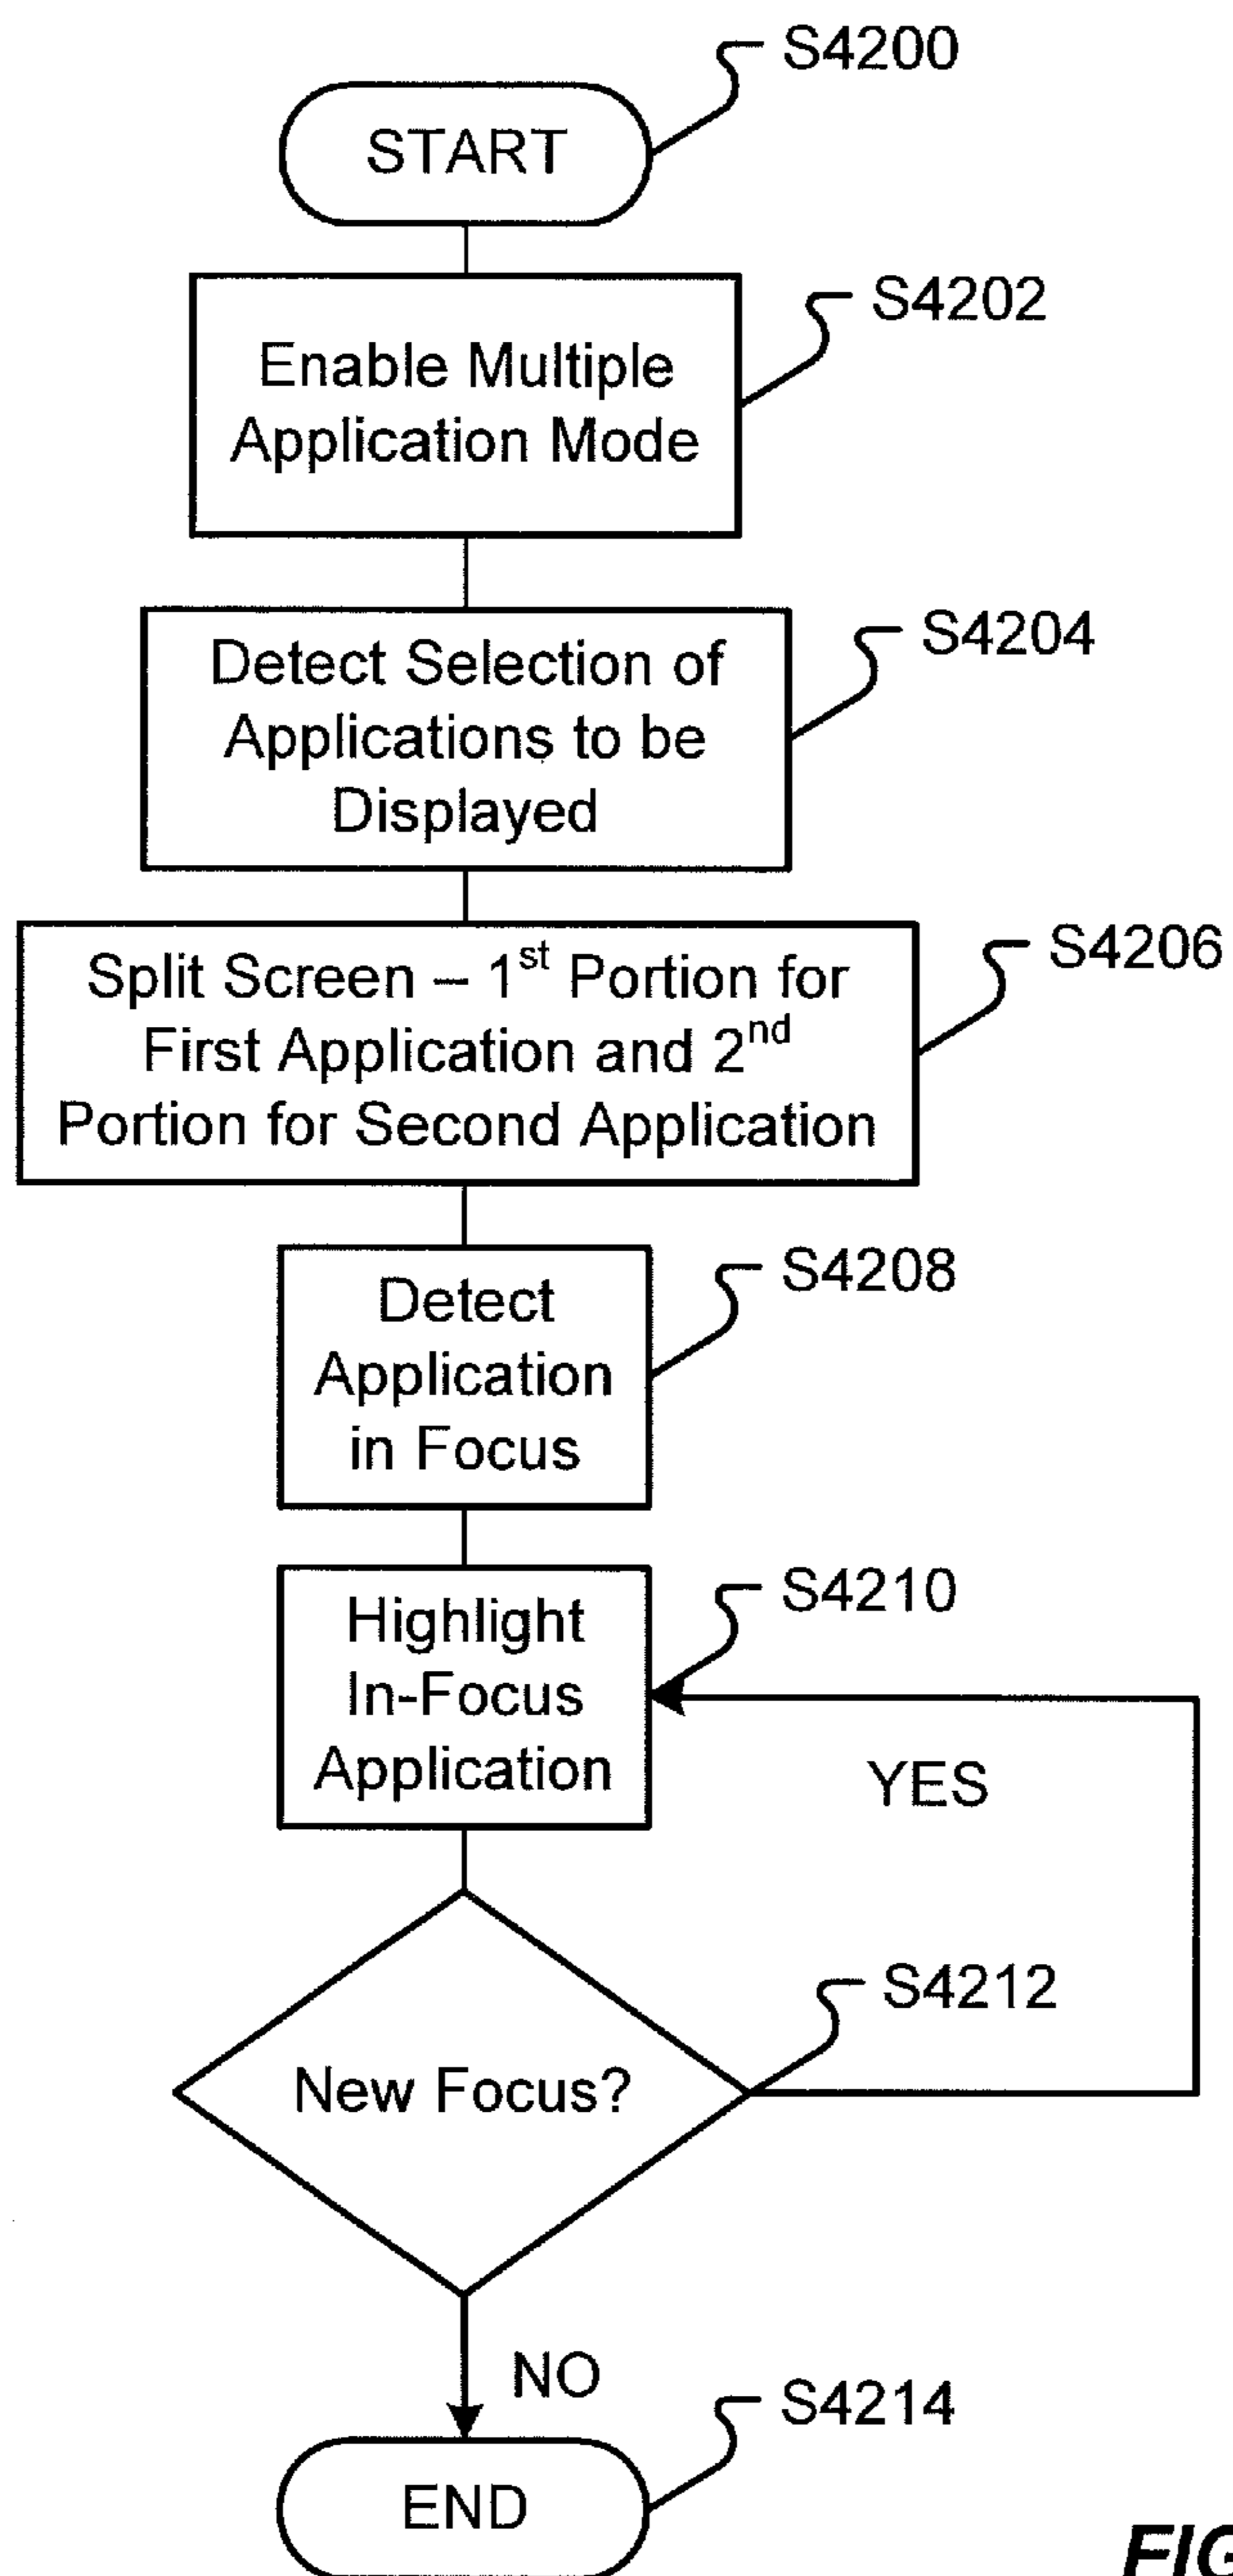 S4200
START
S4202
Enable Multiple
Application Mode
S4204
Detect Selection of
Applications to be
Displayed
S4206
Split Screen – 1st Portion for
First Application and 2nd
Portion for Second Application
S4208
Detect
Application
in Focus
S4210
Highlight
In-Focus
Application
YES
S4212
New Focus?
NO
S4214
END
FIG